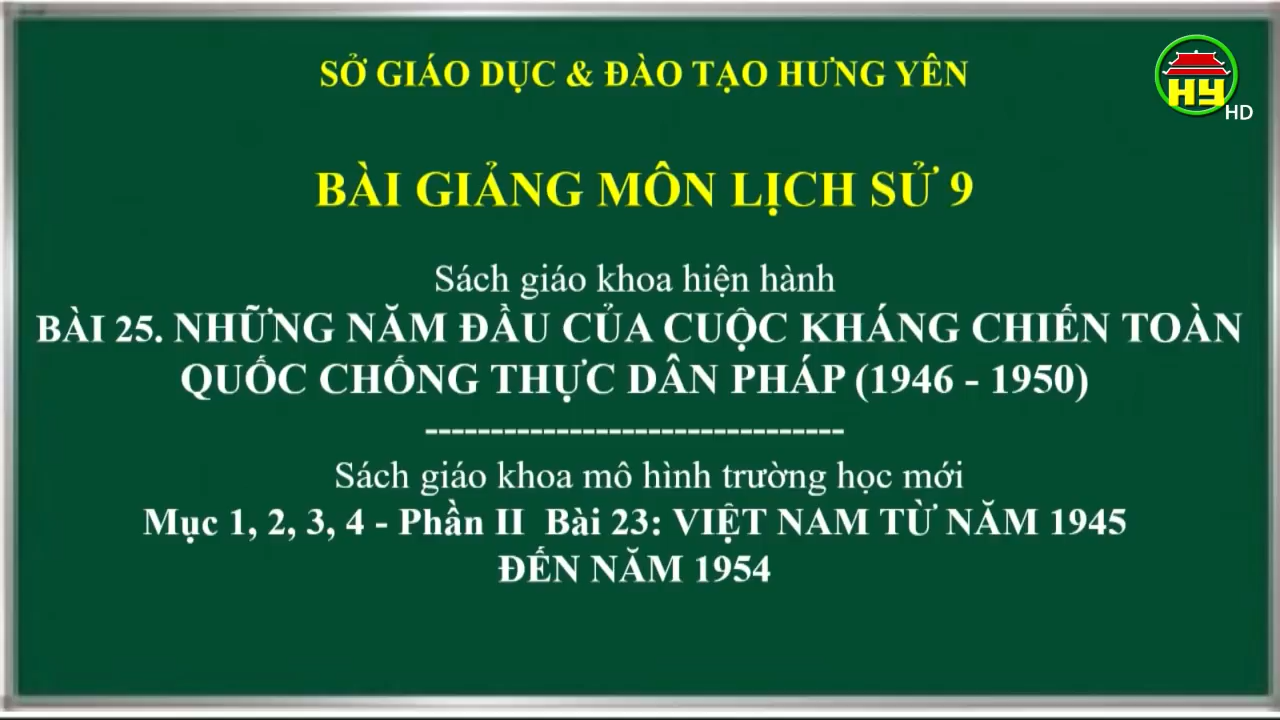 SỞ GIÁO DỤC & ĐÀO TẠO HƯNG YÊN
HY
HD
BÀI GIẢNG MÔN LỊCH SỬ 9
Sách giáo khoa hiện hành
BÀI 25. NHỮNG NĂM ĐẦU CỦA CUỘC KHÁNG CHIẾN TOÀN
QUỐC CHỐNG THỰC DÂN PHÁP (1946 - 1950)
--------------------------------
Sách giáo khoa mô hình trường học mới
Mục 1, 2, 3, 4 - Phần II Bài 23: VIỆT NAM TỪ NĂM 1945
ĐẾN NĂM 1954